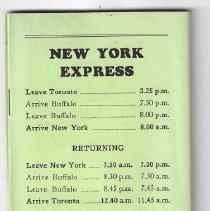 NEW YORK
EXPRESS
Leave Toronto 3.25 p.m.
Arrive Buffalo 7.50 p.m.
Leave Buffalo 8.00 p.m.
Arrive New York 8.00 a.m.
RETURNING
Leave New York 7.30 a.m. 7.30 p.m.
Arrive Buffalo 8.30 p.m. 7.30 a.m.
Leave Buffalo 8.45 p.m. 7.45 a.m.
Arrive Toronto 12.40 a.m. 11.45 a.m.